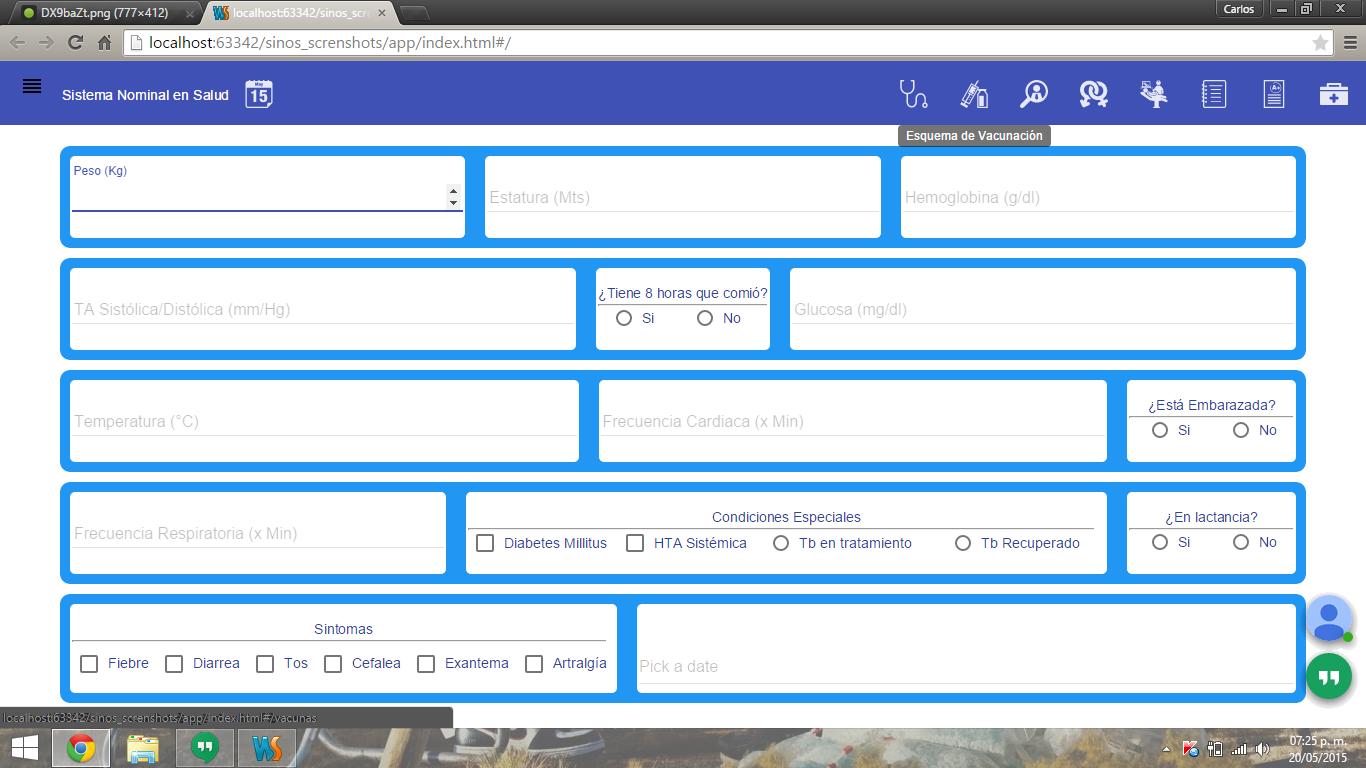 DX9baZt.png (777×412)
localhost:63342/sinos_scre
Carlos
localhost:63342/sinos_screnshots/app/index.html#/
Sistema Nominal en Salud
May
15
A+
Esquema de Vacunación
Peso (Kg)
Estatura (Mts)
Hemoglobina (g/dl)
TA Sistólica/Distólica (mm/Hg)
¿Tiene 8 horas que comió?
Si
No
Glucosa (mg/dl)
Temperatura (°C)
Frecuencia Cardiaca (x Min)
¿Está Embarazada?
Si
No
Frecuencia Respiratoria (x Min)
Condiciones Especiales
Diabetes Millitus
HTA Sistémica
Tb en tratamiento
Tb Recuperado
¿En lactancia?
Si
No
Sintomas
Fiebre
Diarrea
Tos
Cefalea
Exantema
Artralgía
Pick a date
localhost:63342/sinos_screnshots/app/index.html#/vacunas
WS
07:25 p. m.
20/05/2015